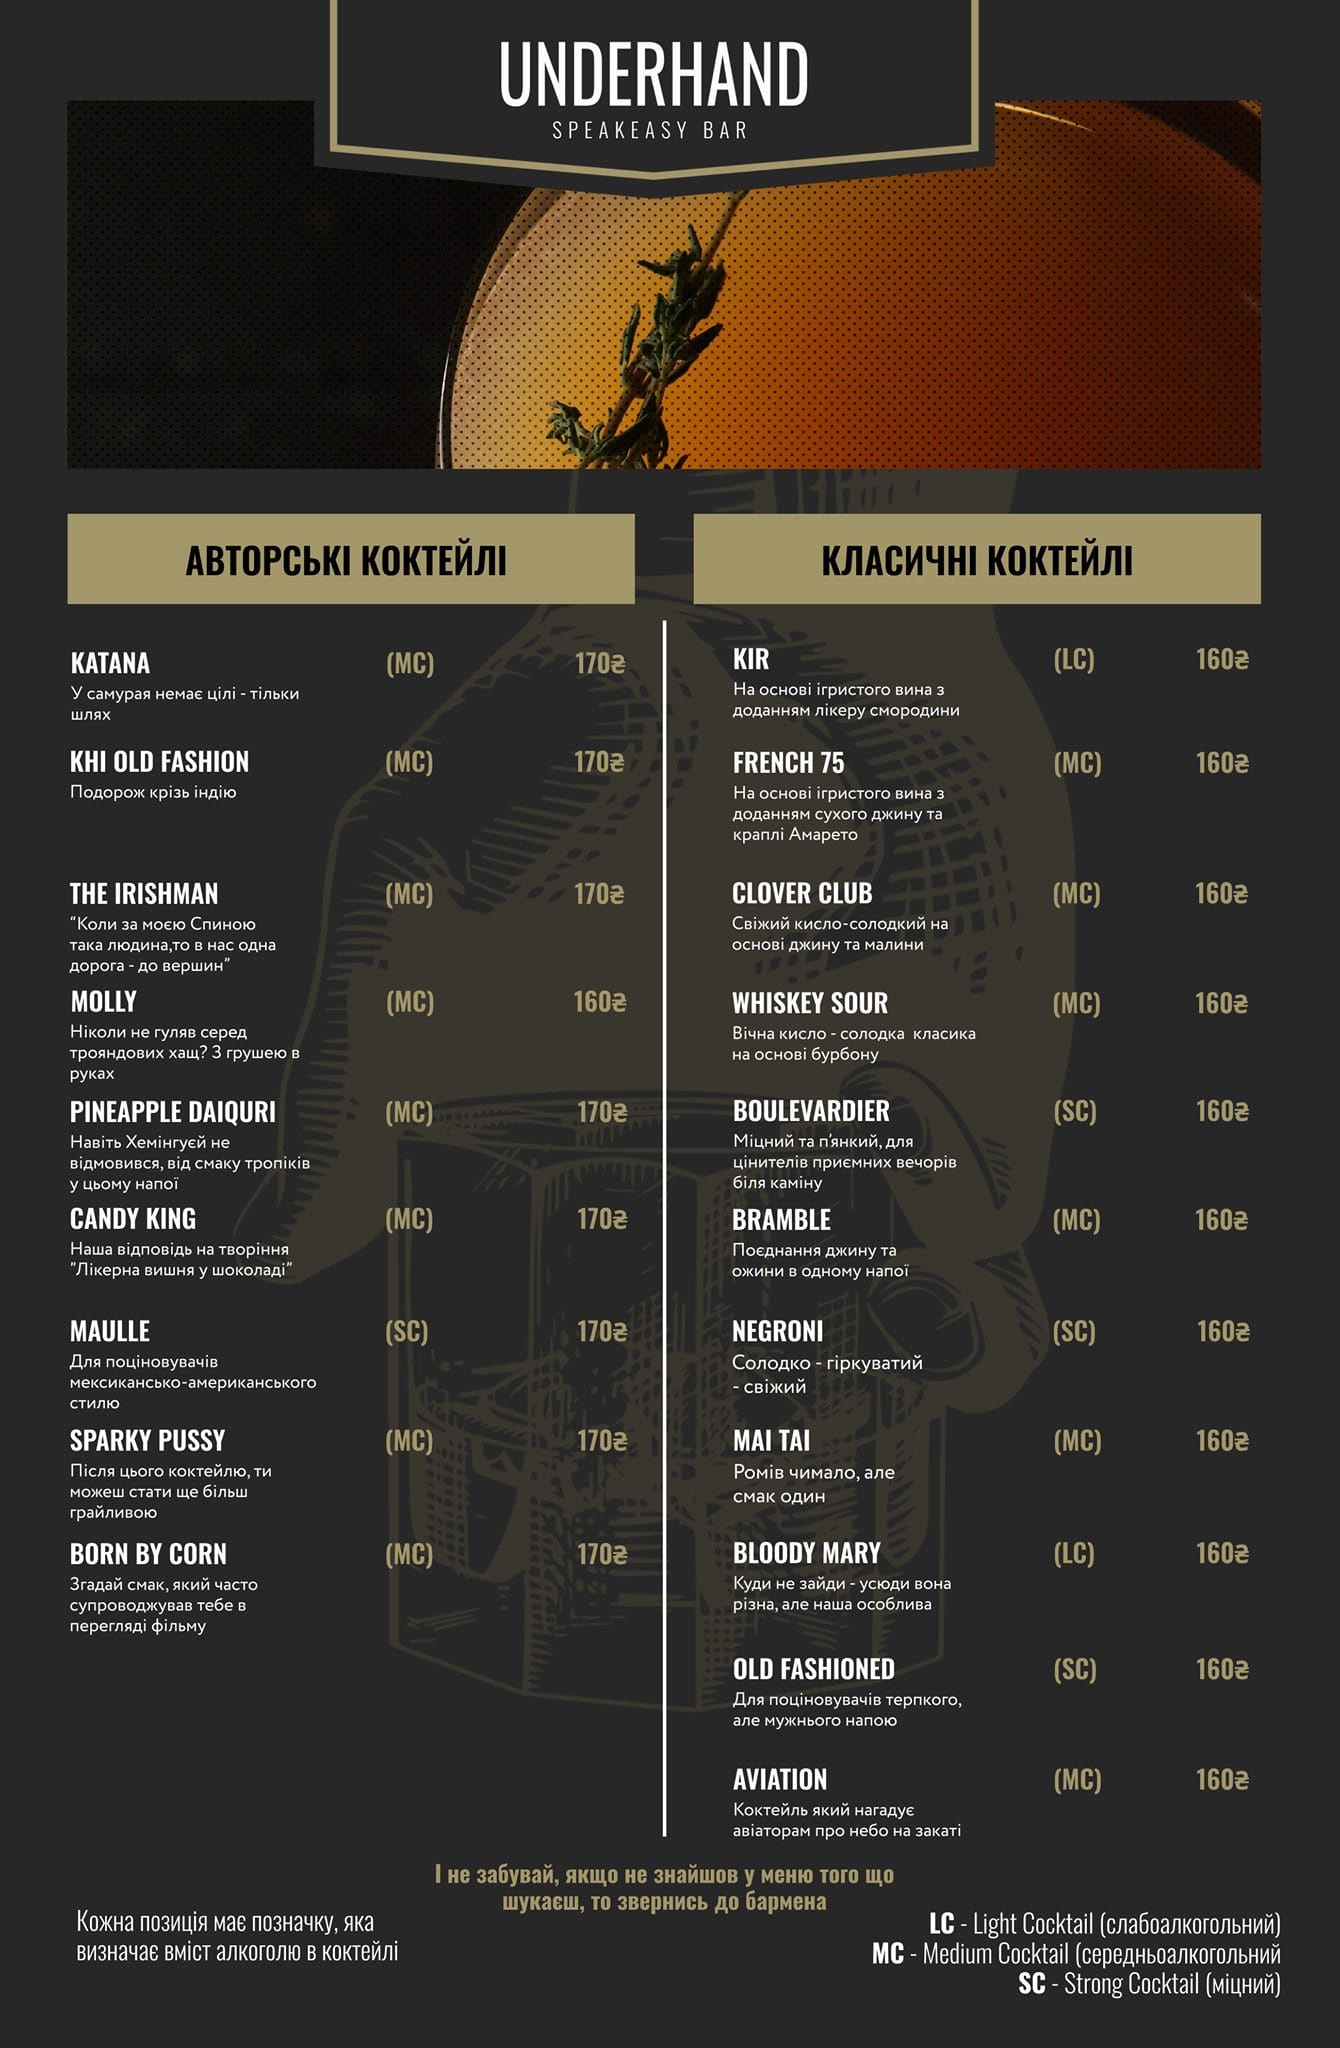 UNDERHAND
SPEAKEASY BAR
АВТОРСЬКІ КОКТЕЙЛІ
KATANA (MC) 170₴
У самурая немає цілі - тільки
шлях
KHI OLD FASHION (MC) 170₴
Подорож крізь індію
THE IRISHMAN (MC) 170₴
“Коли за моєю Спиною
така людина,то в нас одна
дорога - до вершин”
MOLLY (MC) 160₴
Ніколи не гуляв серед
трояндових хащ? З грушею в
руках
PINEAPPLE DAIQURI (MC) 170₴
Навіть Хемінгуєй не
відмовився, від смаку тропіків
у цьому напої
CANDY KING (MC) 170₴
Наша відповідь на творіння
”Лікерна вишня у шоколаді”
MAULLE (SC) 170₴
Для поціновувачів
мексикансько-американського
стилю
SPARKY PUSSY (MC) 170₴
Після цього коктейлю, ти
можеш стати ще більш
грайливою
BORN BY CORN (MC) 170₴
Згадай смак, який часто
супроводжував тебе в
перегляді фільму
КЛАСИЧНІ КОКТЕЙЛІ
KIR (LC) 160₴
На основі ігристого вина з
доданням лікеру смородини
FRENCH 75 (MC) 160₴
На основі ігристого вина з
доданням сухого джину та
краплі Амарето
CLOVER CLUB (MC) 160₴
Свіжий кисло-солодкий на
основі джину та малини
WHISKEY SOUR (MC) 160₴
Вічна кисло - солодка класика
на основі бурбону
BOULEVARDIER (SC) 160₴
Міцний та п'янкий, для
цінителів приємних вечорів
біля каміну
BRAMBLE (MC) 160₴
Поєднання джину та
ожини в одному напої
NEGRONI (SC) 160₴
Солодко - гіркуватий
- свіжий
MAI TAI (MC) 160₴
Ромів чимало, але
смак один
BLOODY MARY (LC) 160₴
Куди не зайди - усюди вона
різна, але наша особлива
OLD FASHIONED (SC) 160₴
Для поціновувачів терпкого,
але мужнього напою
AVIATION (MC) 160₴
Коктейль який нагадує
авіаторам про небо на закаті
І не забувай, якщо не знайшов у меню того що
шукаєш, то звернись до бармена
Кожна позиція має позначку, яка
визначає вміст алкоголю в коктейлі
LC - Light Cocktail (слабоалкогольний)
MC - Medium Cocktail (середньоалкогольний
SC - Strong Cocktail (міцний)